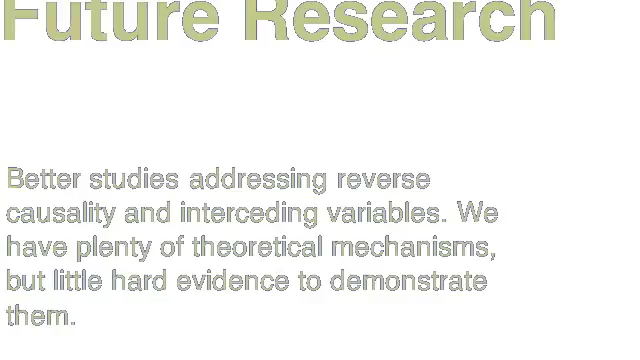 Future Research
Better studies addressing reverse
causality and interceding variables. We
have plenty of theoretical mechanisms,
but little hard evidence to demonstrate
them.